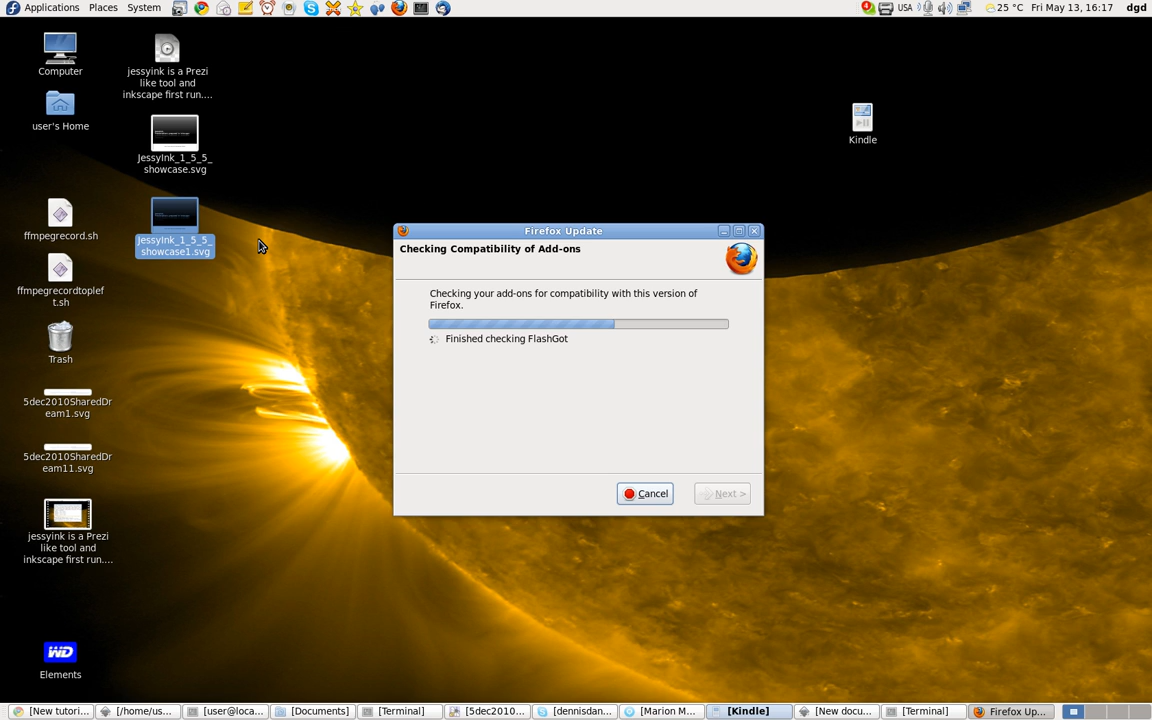 Applications Places System
4 USA 25 °C Fri May 13, 16:17 dgd
Computer
user's Home
ffmpegrecord.sh
ffmpegrecordtoplef
t.sh
Trash
5dec2010SharedDr
eam1.svg
5dec2010SharedDr
eam11.svg
jessyink is a Prezi
like tool and
inkscape first run....
WD
Elements
jessyink is a Prezi
like tool and
inkscape first run....
JessyInk_1_5_5_
showcase.svg
JessyInk_1_5_5_
showcase1.svg
Kindle
Firefox Update
Checking Compatibility of Add-ons
Checking your add-ons for compatibility with this version of
Firefox.
Finished checking FlashGot
Cancel
Next >
[New tutori... [/home/us... [user@loca... [Documents] [Terminal] [5dec2010... [dennisdan... [Marion M... [Kindle] [New docu... [Terminal] Firefox Up...